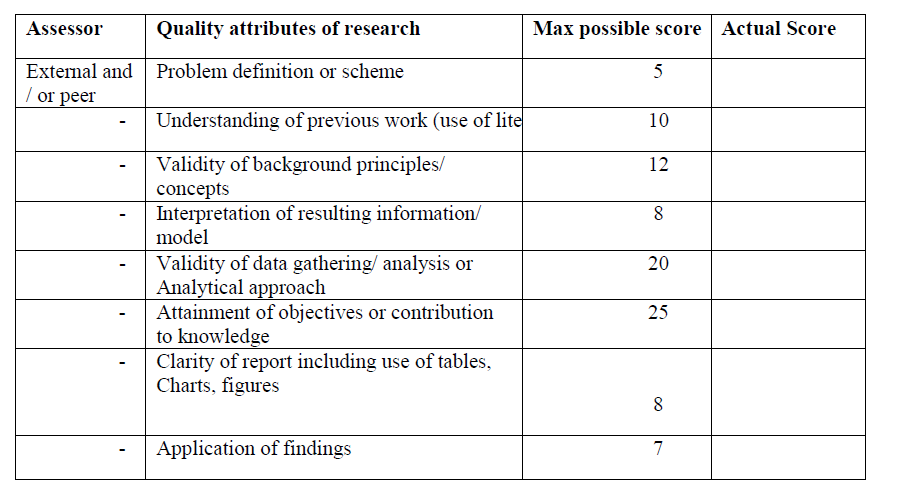 Assessor Quality attributes of research Max possible score Actual Score
External and / or peer Problem definition or scheme 5
- Understanding of previous work (use of lite 10
- Validity of background principles/ concepts 12
- Interpretation of resulting information/ model 8
- Validity of data gathering/ analysis or Analytical approach 20
- Attainment of objectives or contribution to knowledge 25
- Clarity of report including use of tables, Charts, figures 8
- Application of findings 7